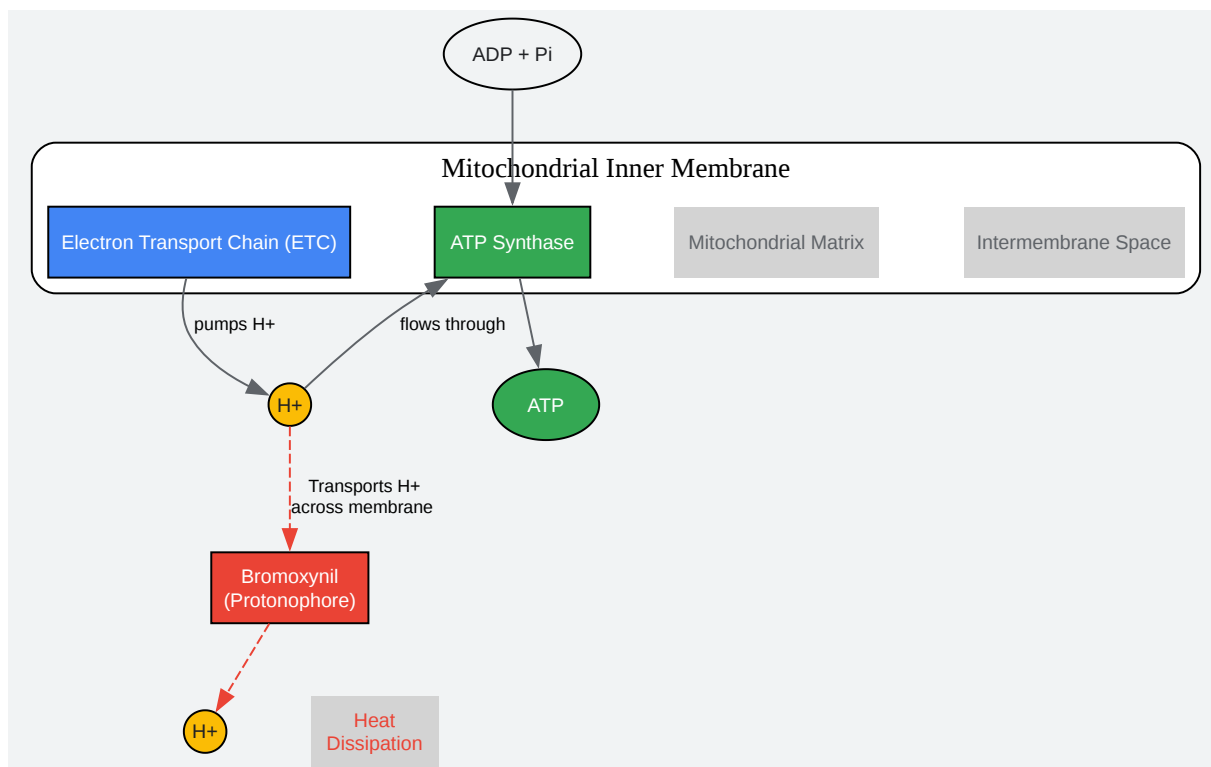 ADP + Pi
Mitochondrial Inner Membrane
Electron Transport Chain (ETC)
ATP Synthase
Mitochondrial Matrix
Intermembrane Space
pumps H+
flows through
H+
ATP
Transports H+
across membrane
Bromoxynil
(Protonophore)
H+
Heat
Dissipation